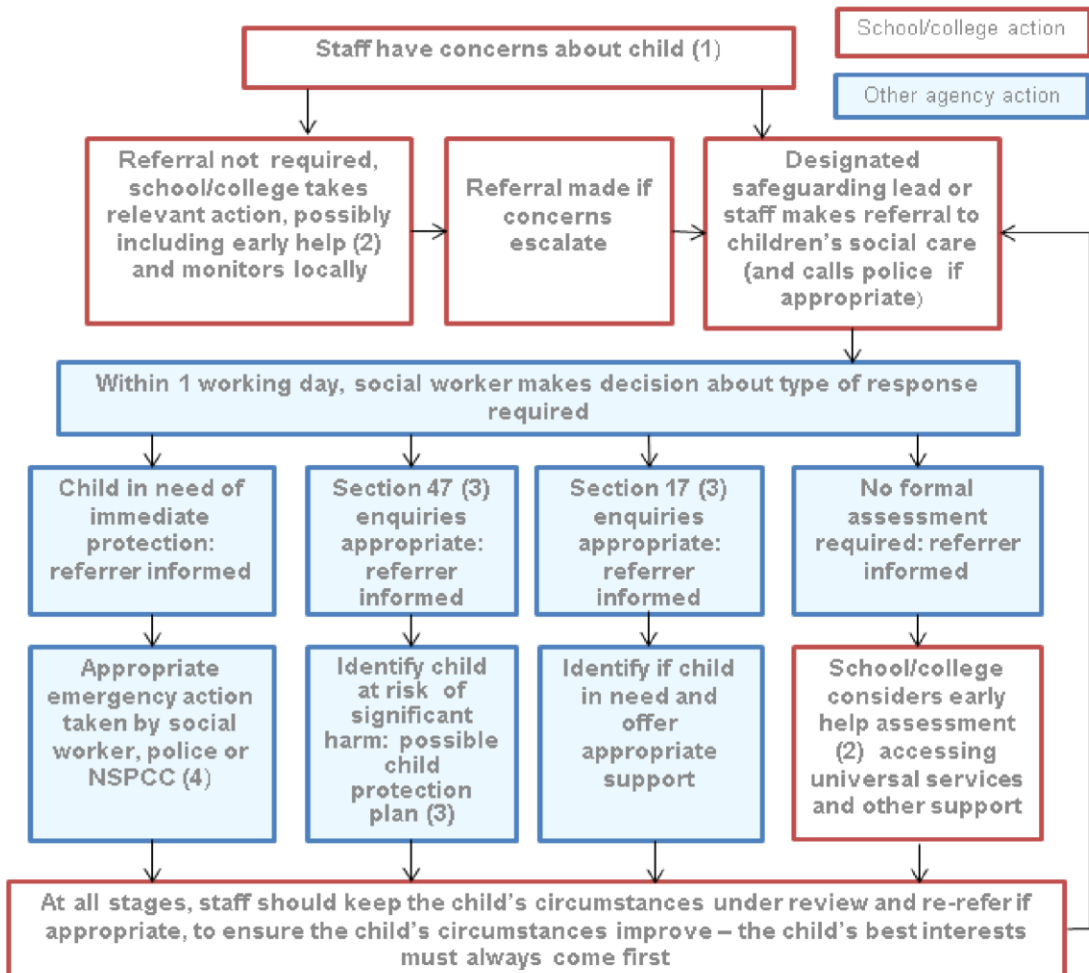 Staff have concerns about child (1)
School/college action
Other agency action
Referral not required,
school/college takes
relevant action, possibly
including early help (2)
and monitors locally
Referral made if
concerns
escalate
Designated
safeguarding lead or
staff makes referral to
children's social care
(and calls police if
appropriate)
Within 1 working day, social worker makes decision about type of response
required
Child in need of
immediate
protection:
referrer informed
Section 47 (3)
enquiries
appropriate:
referrer
informed
Section 17 (3)
enquiries
appropriate:
referrer
informed
No formal
assessment
required: referrer
informed
Appropriate
emergency action
taken by social
worker, police or
NSPCC (4)
Identify child
at risk of
significant
harm: possible
child
protection
plan (3)
Identify if child
in need and
offer
appropriate
support
School/college
considers early
help assessment
(2) accessing
universal services
and other support
At all stages, staff should keep the child's circumstances under review and re-refer if
appropriate, to ensure the child's circumstances improve – the child's best interests
must always come first